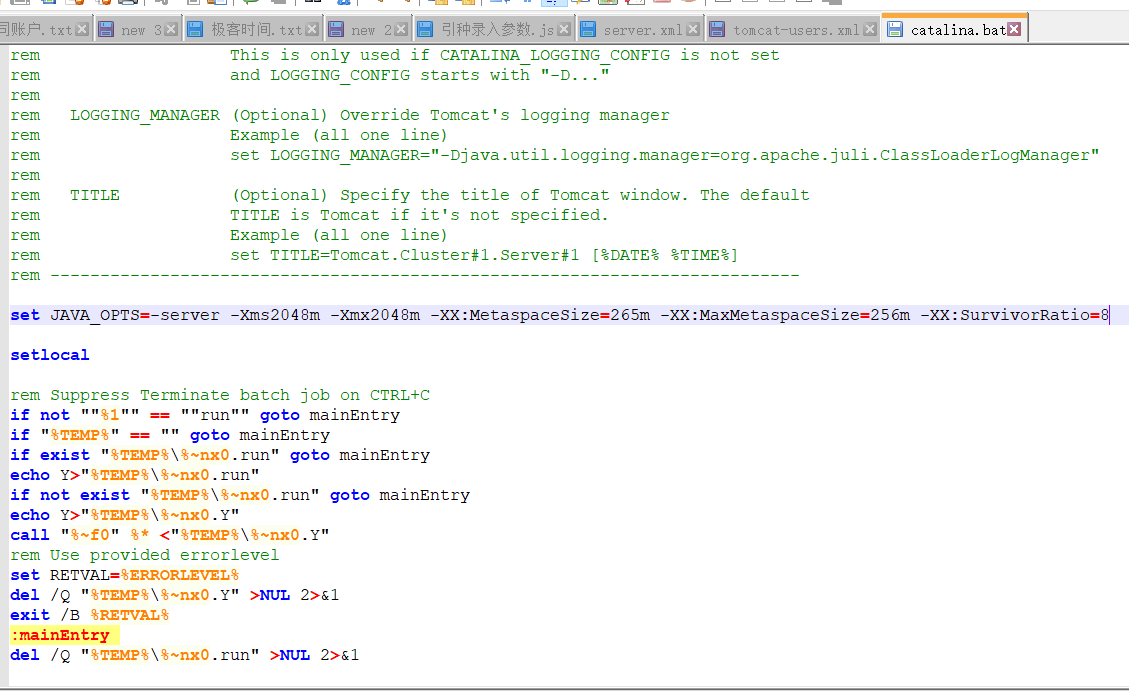 司账户.txt new 3 极客时间.txt new 2 引种录入参数.js server.xml tomcat-users.xml catalina.bat
rem                   This is only used if CATALINA_LOGGING_CONFIG is not set
rem                   and LOGGING_CONFIG starts with "-D..."
rem
rem   LOGGING_MANAGER (Optional) Override Tomcat's logging manager
rem                   Example (all one line)
rem                   set LOGGING_MANAGER="-Djava.util.logging.manager=org.apache.juli.ClassLoaderLogManager"
rem
rem   TITLE           (Optional) Specify the title of Tomcat window. The default
rem                   TITLE is Tomcat if it's not specified.
rem                   Example (all one line)
rem                   set TITLE=Tomcat.Cluster#1.Server#1 [%DATE% %TIME%]
rem ---------------------------------------------------------------------------
set JAVA_OPTS=-server -Xms2048m -Xmx2048m -XX:MetaspaceSize=265m -XX:MaxMetaspaceSize=256m -XX:SurvivorRatio=8
setlocal
rem Suppress Terminate batch job on CTRL+C
if not ""%1"" == ""run"" goto mainEntry
if "%TEMP%" == "" goto mainEntry
if exist "%TEMP%\%~nx0.run" goto mainEntry
echo Y>"%TEMP%\%~nx0.run"
if not exist "%TEMP%\%~nx0.run" goto mainEntry
echo Y>"%TEMP%\%~nx0.Y"
call "%~f0" %* <"%TEMP%\%~nx0.Y"
rem Use provided errorlevel
set RETVAL=%ERRORLEVEL%
del /Q "%TEMP%\%~nx0.Y" >NUL 2>&1
exit /B %RETVAL%
:mainEntry
del /Q "%TEMP%\%~nx0.run" >NUL 2>&1